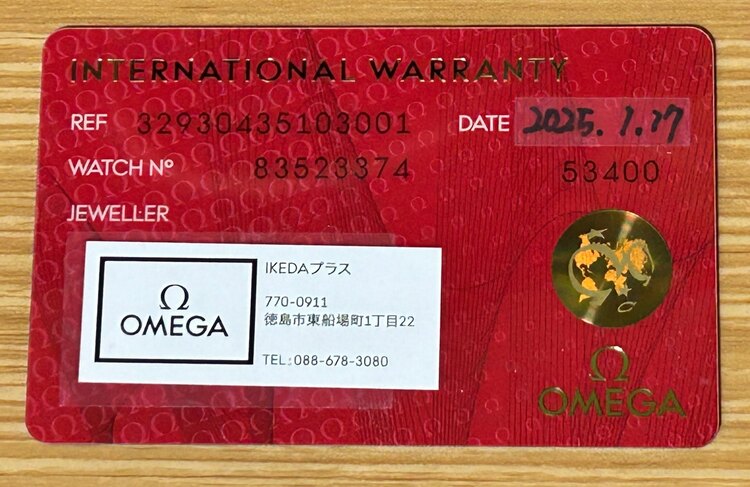 INTERNATIONAL WARRANTY
REF 32930435103001 DATE 2025.1.27
WATCH Nº 83523374 53400
JEWELLER
Ω
OMEGA
IKEDAプラス
770-0911
徳島市東船場町1丁目22
TEL:088-678-3080
Ω
OMEGA